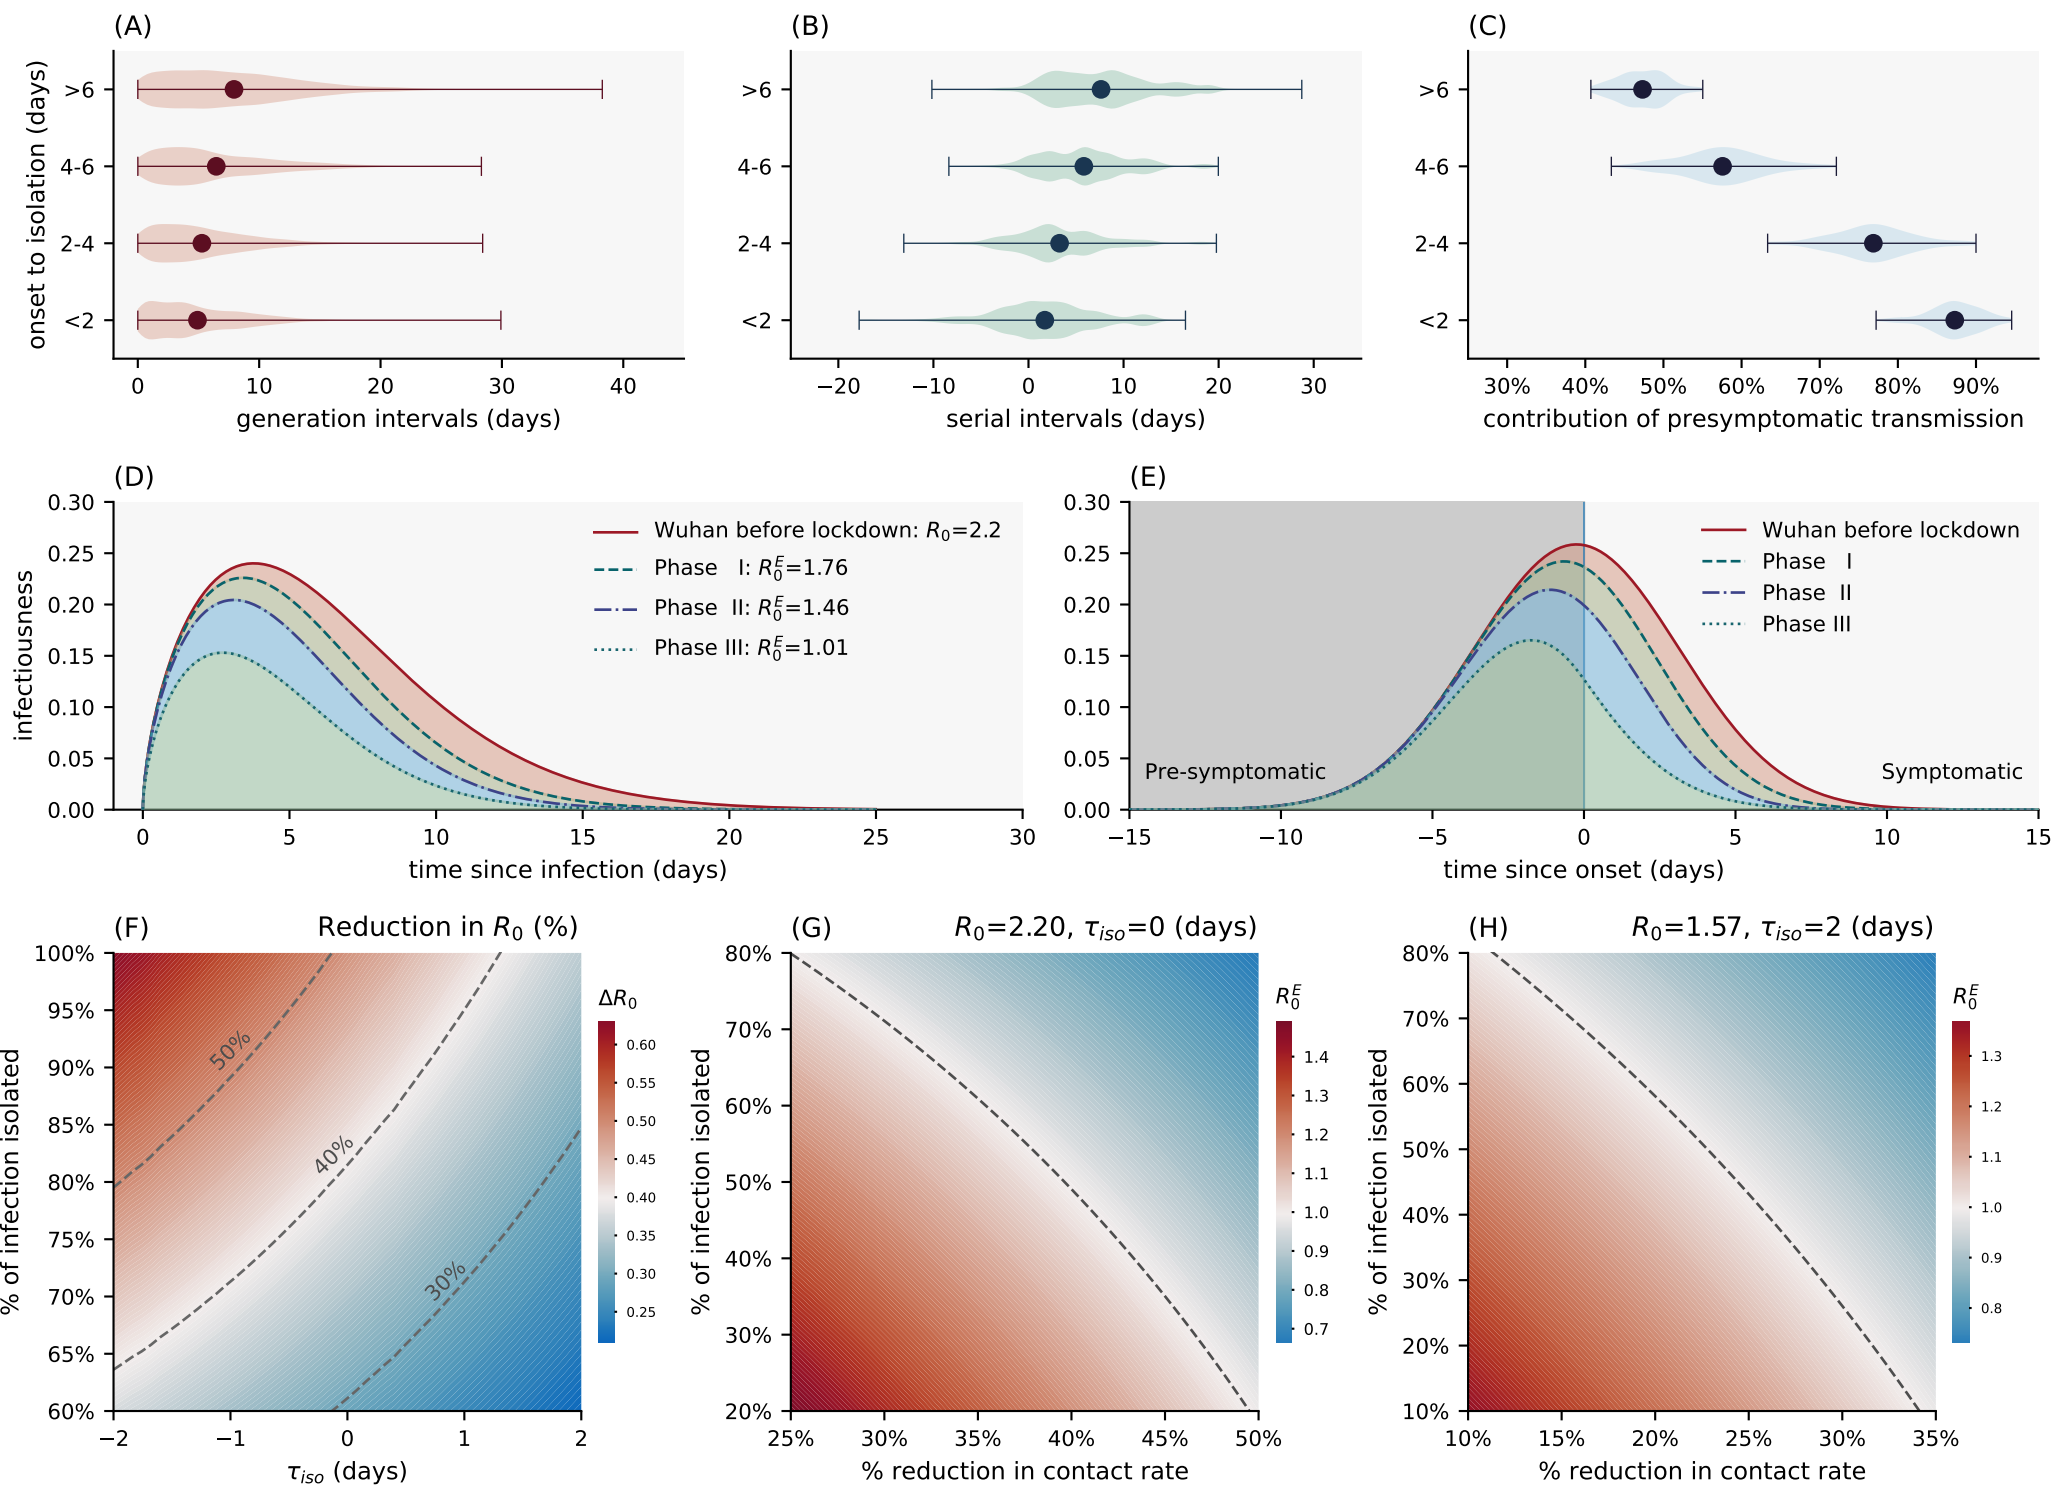 (A)
onset to isolation (days)
>6
4-6
2-4
<2
0 10 20 30 40
generation intervals (days)
(B)
>6
4-6
2-4
<2
−20 −10 0 10 20 30
serial intervals (days)
(C)
>6
4-6
2-4
<2
30% 40% 50% 60% 70% 80% 90%
contribution of presymptomatic transmission
(D)
infectiousness
0.30
0.25
0.20
0.15
0.10
0.05
0.00
Wuhan before lockdown: R₀=2.2
Phase I: R₀ᴱ=1.76
Phase II: R₀ᴱ=1.46
Phase III: R₀ᴱ=1.01
0 5 10 15 20 25 30
time since infection (days)
(E)
0.30
0.25
0.20
0.15
0.10
0.05
0.00
Wuhan before lockdown
Phase I
Phase II
Phase III
Pre-symptomatic
Symptomatic
−15 −10 −5 0 5 10 15
time since onset (days)
(F) Reduction in R₀ (%)
% of infection isolated
100%
95%
90%
85%
80%
75%
70%
65%
60%
50%
40%
30%
−2 −1 0 1 2
τiso (days)
ΔR₀
0.60
0.55
0.50
0.45
0.40
0.35
0.30
0.25
(G) R₀=2.20, τiso=0 (days)
% of infection isolated
80%
70%
60%
50%
40%
30%
20%
25% 30% 35% 40% 45% 50%
% reduction in contact rate
R₀ᴱ
1.4
1.3
1.2
1.1
1.0
0.9
0.8
0.7
(H) R₀=1.57, τiso=2 (days)
% of infection isolated
80%
70%
60%
50%
40%
30%
20%
10%
10% 15% 20% 25% 30% 35%
% reduction in contact rate
R₀ᴱ
1.3
1.2
1.1
1.0
0.9
0.8